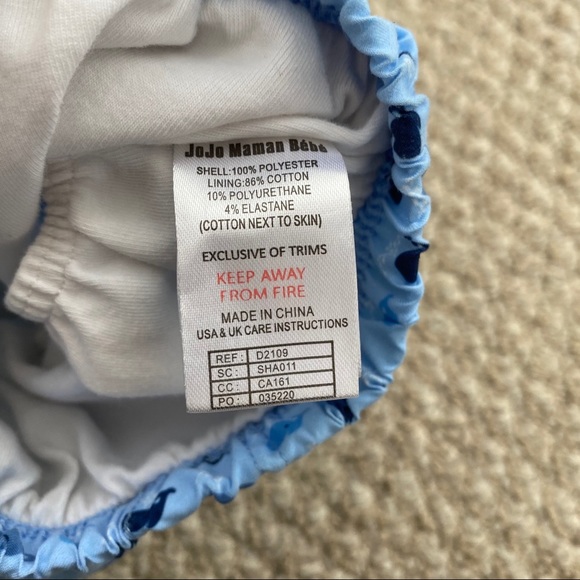 JoJo Maman Bébé
SHELL:100% POLYESTER
LINING:86% COTTON
10% POLYURETHANE
4% ELASTANE
(COTTON NEXT TO SKIN)
EXCLUSIVE OF TRIMS
KEEP AWAY
FROM FIRE
MADE IN CHINA
USA & UK CARE INSTRUCTIONS
REF : D2109
SC : SHA011
CC : CA161
PO : 035220